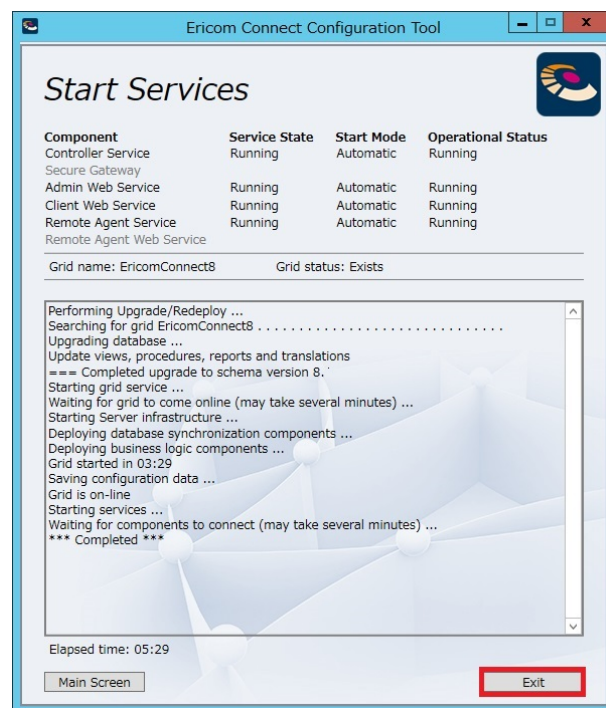 Ericom Connect Configuration Tool
Start Services
Component Service State Start Mode Operational Status
Controller Service Running Automatic Running
Secure Gateway
Admin Web Service Running Automatic Running
Client Web Service Running Automatic Running
Remote Agent Service Running Automatic Running
Remote Agent Web Service
Grid name: EricomConnect8 Grid status: Exists
Performing Upgrade/Redeploy ...
Searching for grid EricomConnect8 . . . . . . . . . . . . . . . . . . . . . . . . . . . . . . .
Upgrading database ...
Update views, procedures, reports and translations
=== Completed upgrade to schema version 8.
Starting grid service ...
Waiting for grid to come online (may take several minutes) ...
Starting Server infrastructure ...
Deploying database synchronization components ...
Deploying business logic components ...
Grid started in 03:29
Saving configuration data ...
Grid is on-line
Starting services ...
Waiting for components to connect (may take several minutes) ...
*** Completed ***
Elapsed time: 05:29
Main Screen Exit